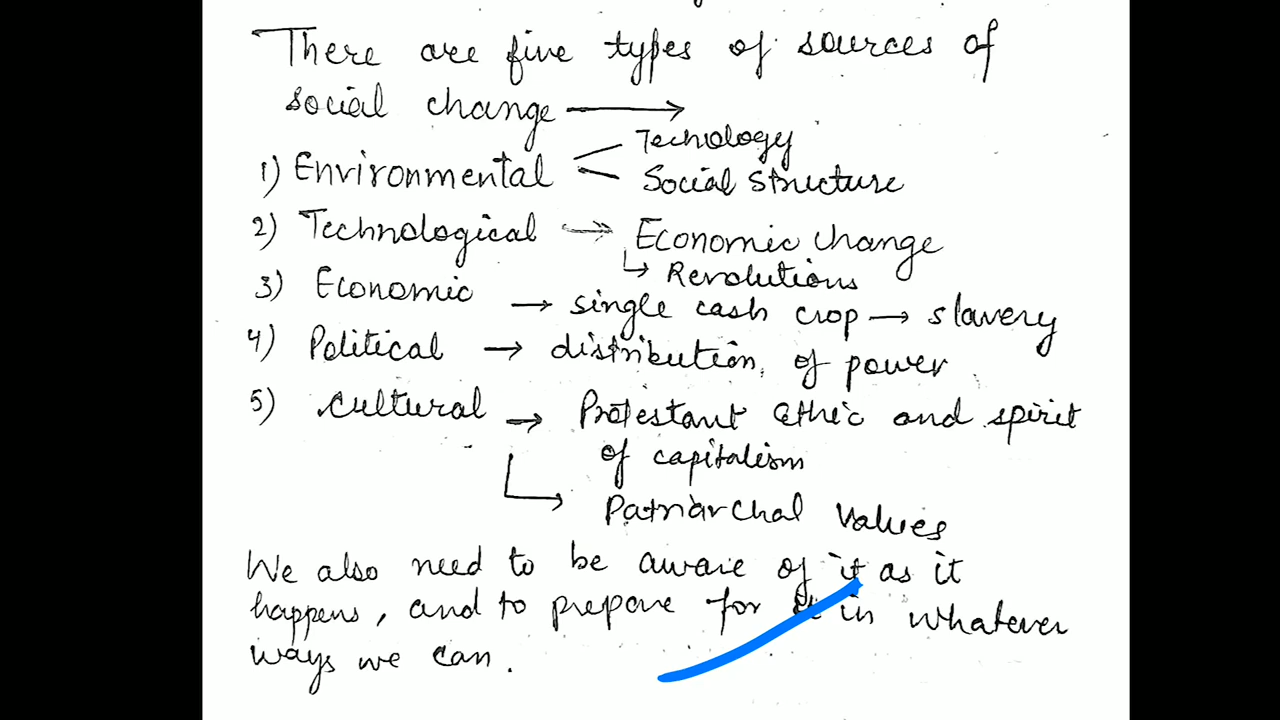 There are five types of sources of
social change →
1) Environmental Technology
Social structure
2) Technological → Economic change
↳ Revolutions
3) Economic → single cash crop → slavery
4) Political → distribution of power
5) cultural → Protestant ethic and spirit
of capitalism
↳ Patriarchal values
We also need to be aware of it as it
happens, and to prepare for it in whatever
ways we can.